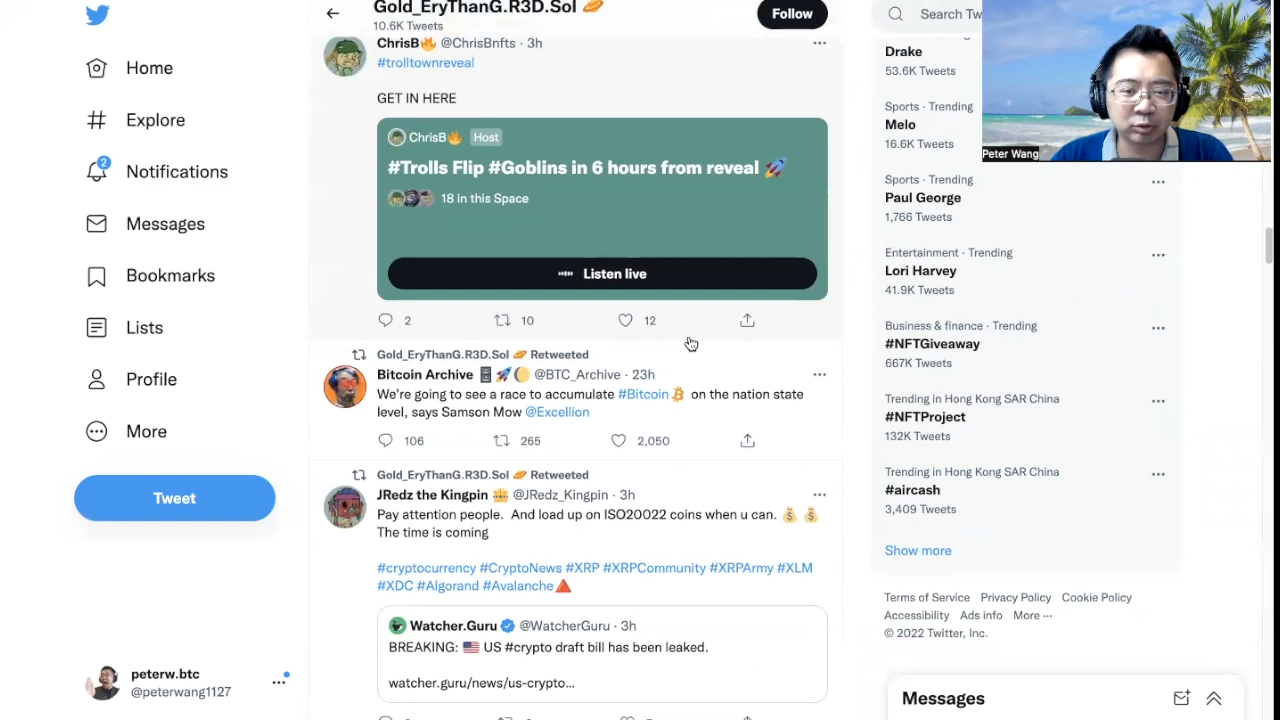 Home
Explore
2
Notifications
Messages
Bookmarks
Lists
Profile
More
Tweet
peterw.btc
@peterwang1127
Gold_EryThanG.R3D.Sol
10.6K Tweets
Follow
ChrisB🔥 @ChrisBnfts · 3h
#trolltownreveal
GET IN HERE
ChrisB🔥 Host
#Trolls Flip #Goblins in 6 hours from reveal 🚀
18 in this Space
Listen live
2 10 12
Gold_EryThanG.R3D.Sol Retweeted
Bitcoin Archive 🗄🚀🌔 @BTC_Archive · 23h
We're going to see a race to accumulate #Bitcoin on the nation state
level, says Samson Mow @Excellion
106 265 2,050
Gold_EryThanG.R3D.Sol Retweeted
JRedz the Kingpin @JRedz_Kingpin · 3h
Pay attention people. And load up on ISO20022 coins when u can. 💰 💰
The time is coming
#cryptocurrency #CryptoNews #XRP #XRPCommunity #XRPArmy #XLM
#XDC #Algorand #Avalanche🔺
Watcher.Guru @WatcherGuru · 3h
BREAKING: 🇺🇸 US #crypto draft bill has been leaked.
watcher.guru/news/us-crypto...
Search Tw
Drake
53.6K Tweets
Sports · Trending
Melo
16.6K Tweets
Sports · Trending
Paul George
1,766 Tweets
Entertainment · Trending
Lori Harvey
41.9K Tweets
Business & finance · Trending
#NFTGiveaway
667K Tweets
Trending in Hong Kong SAR China
#NFTProject
132K Tweets
Trending in Hong Kong SAR China
#aircash
3,409 Tweets
Show more
Terms of Service Privacy Policy Cookie Policy
Accessibility Ads info More ···
© 2022 Twitter, Inc.
Messages
Peter Wang